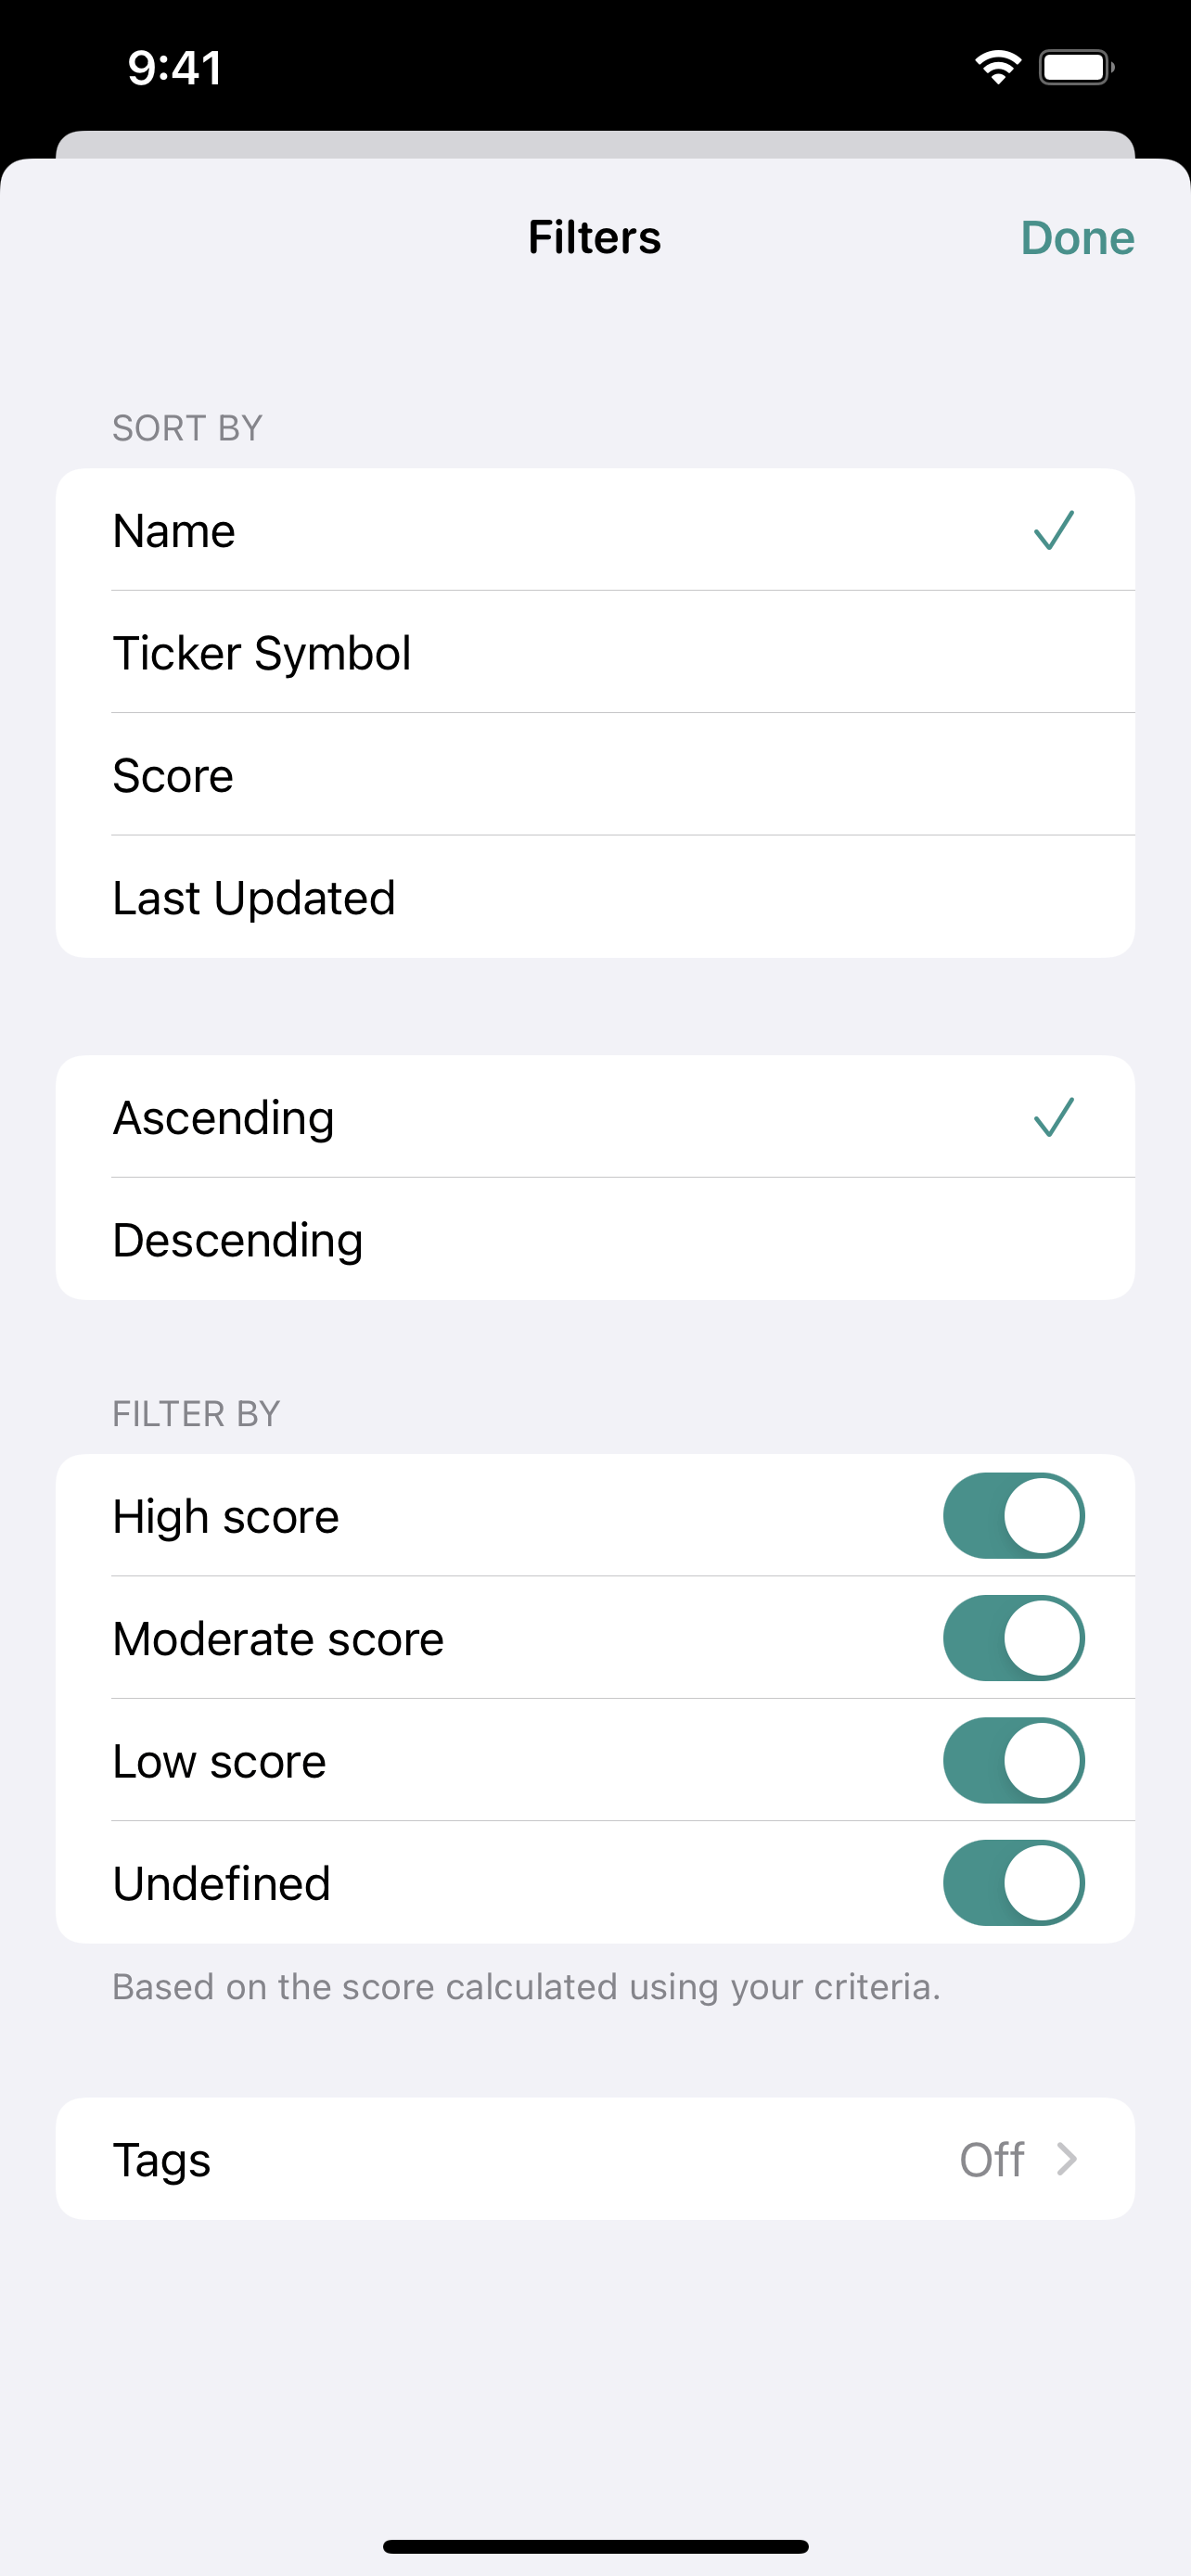 9:41
Filters
Done
SORT BY
Name
Ticker Symbol
Score
Last Updated
Ascending
Descending
FILTER BY
High score
Moderate score
Low score
Undefined
Based on the score calculated using your criteria.
Tags
Off